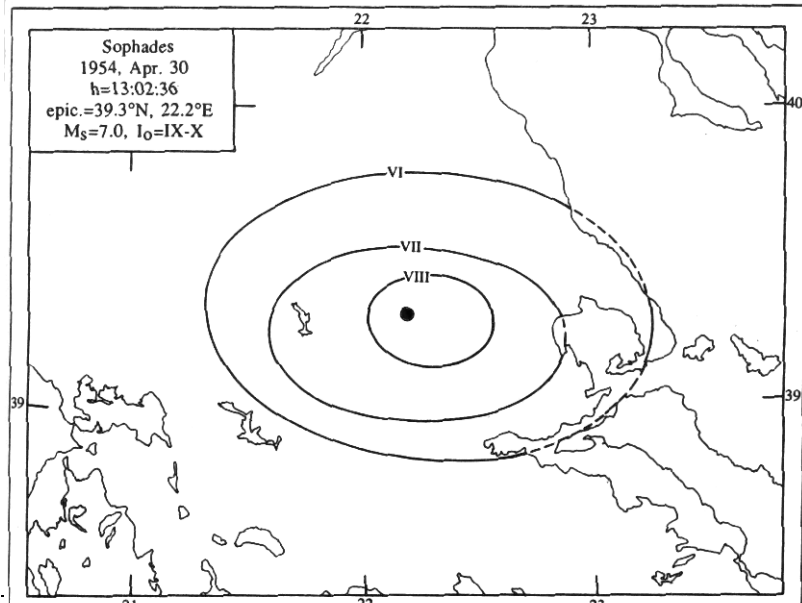 22 23
Sophades
1954, Apr. 30
h=13:02:36
epic.=39.3°N, 22.2°E
Ms=7.0, Io=IX-X
40
VI
VII
VIII
39 39